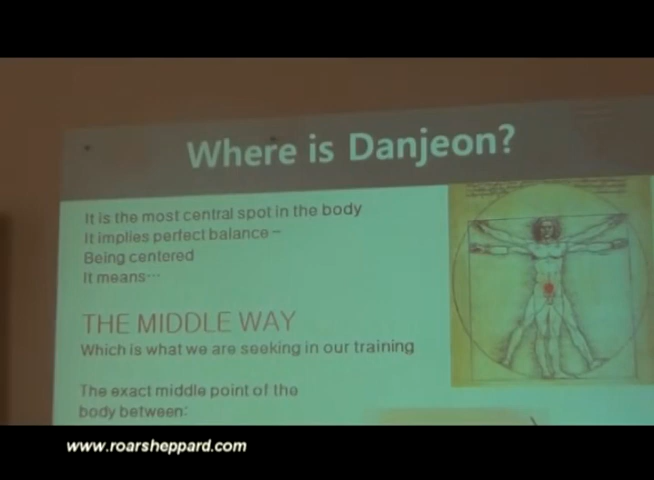 Where is Danjeon?
It is the most central spot in the body
It implies perfect balance –
Being centered
It means···
THE MIDDLE WAY
Which is what we are seeking in our training
The exact middle point of the
body between:
www.roarsheppard.com